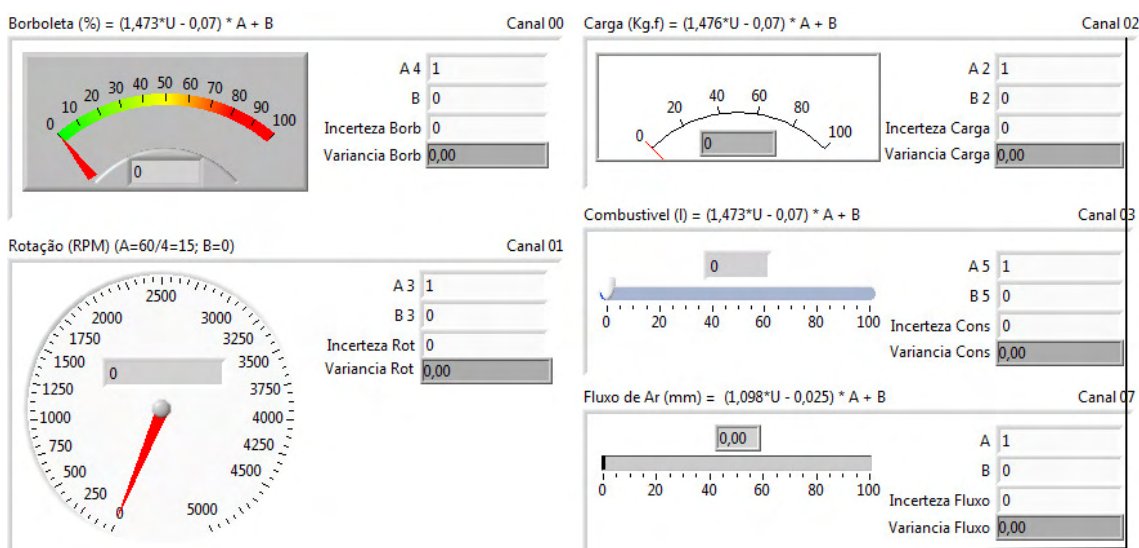 Borboleta (%) = (1,473*U - 0,07) * A + B Canal 00
0 10 20 30 40 50 60 70 80 90 100
0
A 4 1
B 0
Incerteza Borb 0
Variancia Borb 0,00
Rotação (RPM) (A=60/4=15; B=0) Canal 01
0 250 500 750 1000 1250 1500 1750 2000 2500 3000 3250 3500 3750 4000 4250 4500 5000
0
A 3 1
B 3 0
Incerteza Rot 0
Variancia Rot 0,00
Carga (Kg.f) = (1,476*U - 0,07) * A + B Canal 02
0 20 40 60 80 100
0
A 2 1
B 2 0
Incerteza Carga 0
Variancia Carga 0,00
Combustivel (l) = (1,473*U - 0,07) * A + B Canal 03
0
0 20 40 60 80 100
A 5 1
B 5 0
Incerteza Cons 0
Variancia Cons 0,00
Fluxo de Ar (mm) = (1,098*U - 0,025) * A + B Canal 07
0,00
0 20 40 60 80 100
A 1
B 0
Incerteza Fluxo 0
Variancia Fluxo 0,00